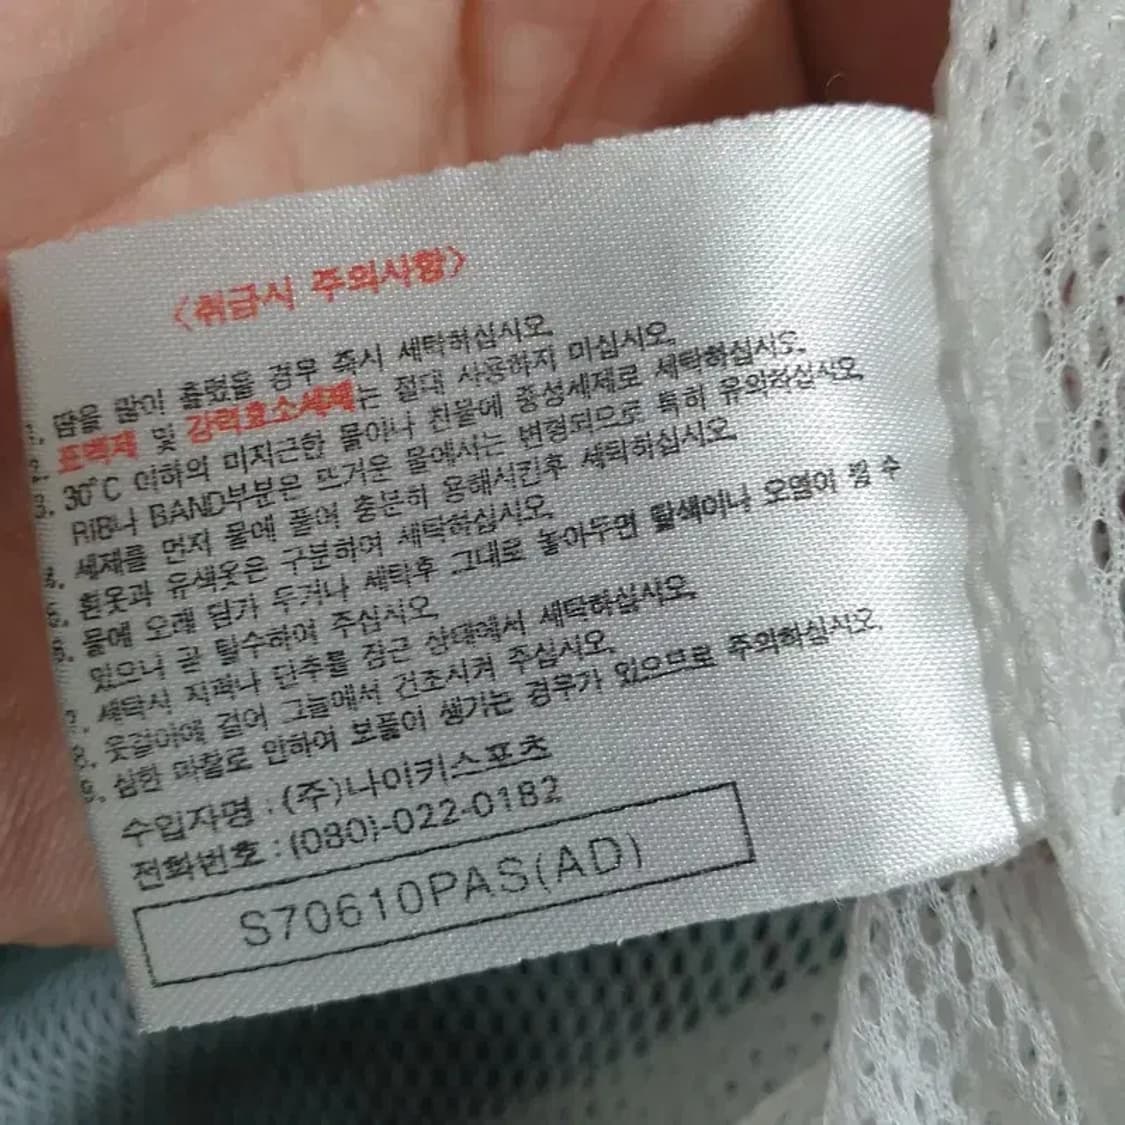 <취급시 주의사항>
1. 땀을 많이 흘렸을 경우 즉시 세탁하십시오.
2. 표백제 및 강력효소세제는 절대 사용하지 마십시오.
3. 30°C 이하의 미지근한 물이나 찬물에 중성세제로 세탁하십시오.
RIB나 BAND부분은 뜨거운 물에서는 변형되므로 특히 유의하십시오.
4. 세제를 먼저 물에 풀어 충분히 용해시킨후 세탁하십시오.
5. 흰옷과 유색옷은 구분하여 세탁하십시오.
6. 물에 오래 담가 두거나 세탁후 그대로 놓아두면 탈색이나 오염이 될 수
있으니 곧 탈수하여 주십시오.
7. 세탁시 지퍼나 단추를 잠근 상태에서 세탁하십시오.
8. 옷걸이에 걸어 그늘에서 건조시켜 주십시오.
9. 심한 마찰로 인하여 보풀이 생기는 경우가 있으므로 주의하십시오.
수입자명 : (주)나이키스포츠
전화번호 : (080)-022-0182
S70610PAS(AD)